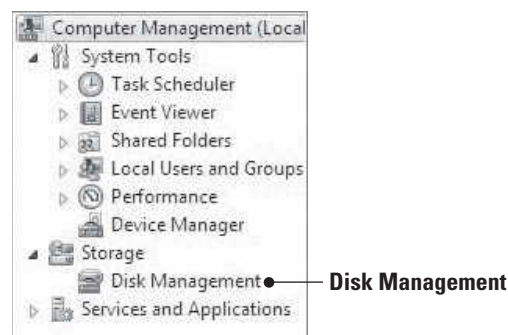 Computer Management (Local
System Tools
Task Scheduler
Event Viewer
Shared Folders
Local Users and Groups
Performance
Device Manager
Storage
Disk Management
Disk Management
Services and Applications